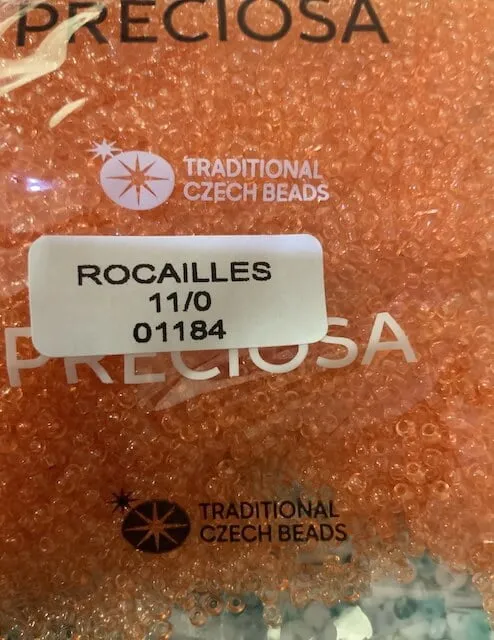 PRECIOSA
TRADITIONAL
CZECH BEADS
ROCAILLES
11/0
01184
PRECIOSA
TRADITIONAL
CZECH BEADS